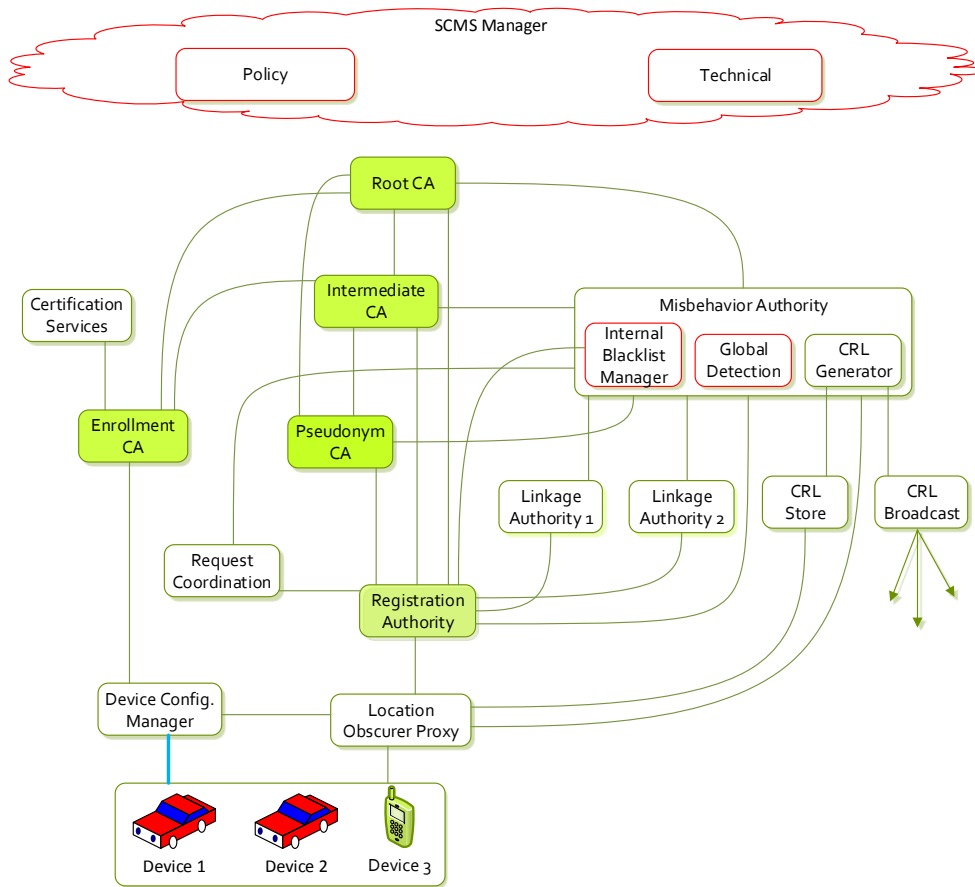 SCMS Manager
Policy
Technical
Root CA
Intermediate
CA
Certification
Services
Misbehavior Authority
Internal
Blacklist
Manager
Global
Detection
CRL
Generator
Enrollment
CA
Pseudonym
CA
Linkage
Authority 1
Linkage
Authority 2
CRL
Store
CRL
Broadcast
Request
Coordination
Registration
Authority
Device Config.
Manager
Location
Obscurer Proxy
Device 1
Device 2
Device 3